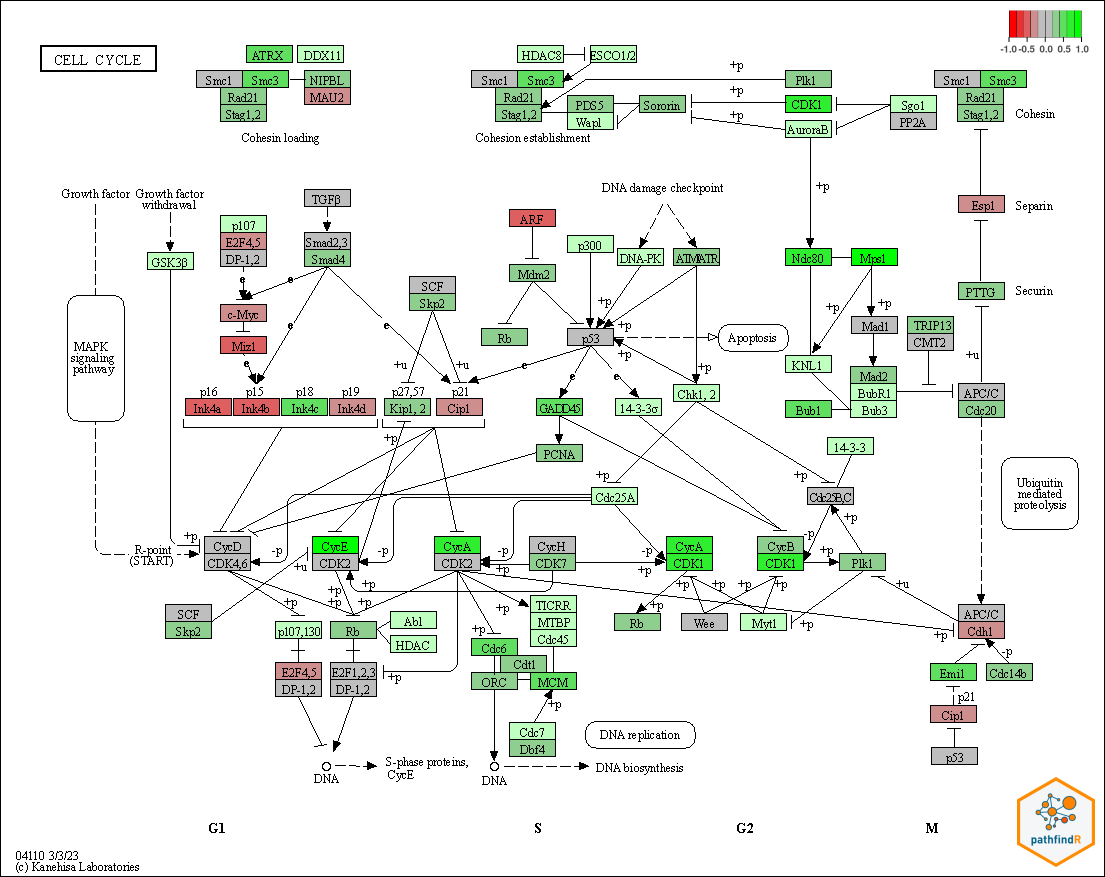 CELL CYCLE
ATRX
DDX11
Smc1
Smc3
NIPBL
Rad21
MAU2
Stag1,2
Cohesin loading
HDAC8
ESCO1/2
Smc1
Smc3
Rad21
Stag1,2
PDS5
Wapl
Sororin
Cohesion establishment
+p
Plk1
+p
CDK1
+p
AuroraB
Sgo1
PP2A
Smc1
Smc3
Rad21
Stag1,2
Cohesin
-1.0 -0.5 0.0 0.5 1.0
Growth factor
Growth factor
withdrawal
GSK3β
p107
E2F4,5
DP-1,2
TGFβ
Smad2,3
Smad4
e
e
e
e
c-Myc
Miz1
e
MAPK
signaling
pathway
SCF
Skp2
+u
+u
ARF
Mdm2
Rb
p300
DNA damage checkpoint
DNA-PK
ATM/ATR
+p
+p
p53
+p
Apoptosis
+p
Ndc80
Mps1
+p
+p
Mad1
KNL1
Mad2
BubR1
Bub3
Bub1
TRIP13
CMT2
Esp1
Separin
PTTG
Securin
+u
APC/C
Cdc20
p16
p15
p18
p19
Ink4a
Ink4b
Ink4c
Ink4d
p27,57
Kip1, 2
p21
Cip1
e
e
e
GADD45
14-3-3σ
+p
Chk1, 2
PCNA
+p
14-3-3
+p
+p
Cdc25A
Cdc25B,C
Ubiquitin
mediated
proteolysis
R-point
(START)
+p
CycD
CDK4,6
-p
+u
CycE
CDK2
-p
CycA
CDK2
-p
+p
CycH
CDK7
-p
+p
CycA
CDK1
CycB
CDK1
-p
+p
+p
Plk1
+u
SCF
Skp2
+p
+p
+p
+p
p107,130
Rb
Abl
HDAC
+p
+p
TICRR
MTBP
Cdc45
Cdc6
Cdt1
ORC
MCM
+p
Cdc7
Dbf4
E2F4,5
DP-1,2
E2F1,2,3
DP-1,2
+p
+p
+p
+p
+p
Rb
Wee
Myt1
+p
APC/C
Cdh1
-p
Emi1
Cdc14b
p21
Cip1
p53
DNA
S-phase proteins,
CycE
DNA
DNA biosynthesis
DNA replication
G1
S
G2
M
04110 3/3/23
(c) Kanehisa Laboratories
pathfindR